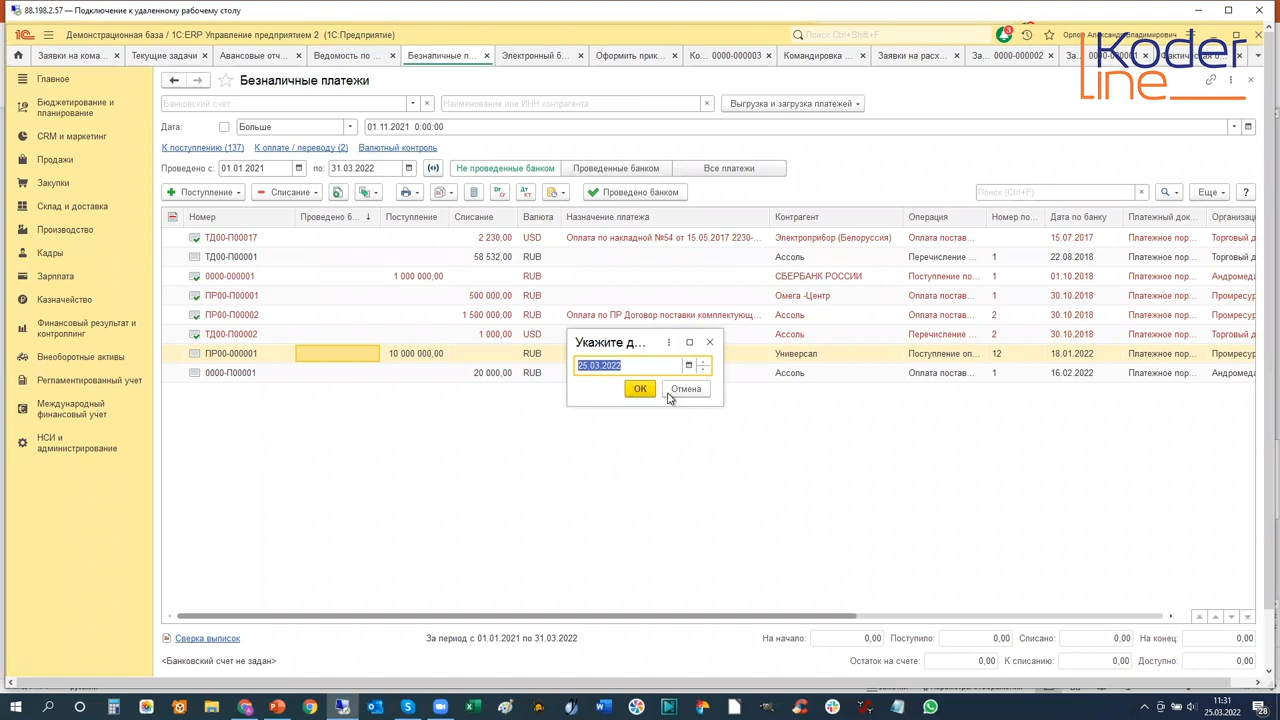 88.198.2.57 — Подключение к удаленному рабочему столу
Демонстрационная база / 1С:ERP Управление предприятием 2 (1С:Предприятие)
Поиск Ctrl+Shift+F
Орлов Александр Владимирович
Koder line
Заявки на кома... Текущие задачи Авансовые отч... Ведомость по ... Безналичные п... Электронный б... Оформить прик... Ко... 0000-000003 Командировка ... Заявки на расх... За... 000-000002 За... Фактическая
Главное
Бюджетирование и планирование
CRM и маркетинг
Продажи
Закупки
Склад и доставка
Производство
Кадры
Зарплата
Казначейство
Финансовый результат и контроллинг
Внеоборотные активы
Регламентированный учет
Международный финансовый учет
НСИ и администрирование
Безналичные платежи
Банковский счет
Наименование или ИНН контрагента
Выгрузка и загрузка платежей
Дата: Больше 01.11.2021 0:00:00
К поступлению (137) К оплате / переводу (2) Валютный контроль
Проведено с: 01.01.2021 по: 31.03.2022 Не проведенные банком Проведенные банком Все платежи
Поступление Списание Проведено банком Поиск (Ctrl+F) Еще ?
Номер Проведено б... Поступление Списание Валюта Назначение платежа Контрагент Операция Номер по... Дата по банку Платежный док... Организац
ТД00-П00017 2 230,00 USD Оплата по накладной №54 от 15.05.2017 2230-... Электроприбор (Белоруссия) Оплата постав... 15.07.2017 Платежное пор... Торговый д
ТД00-П00001 58 532,00 RUB Ассоль Перечисление ... 1 22.08.2018 Платежное пор... Торговый д
0000-000001 1 000 000,00 RUB СБЕРБАНК РОССИИ Поступление по... 1 01.10.2018 Платежное пор... Андромеда
ПР00-П00001 500 000,00 RUB Омега -Центр Оплата постав... 1 30.10.2018 Платежное пор... Промресур
ПР00-П00002 1 500 000,00 RUB Оплата по ПР Договор поставки комплектующ... Ассоль Оплата постав... 2 30.10.2018 Платежное пор... Промресур
ТД00-П00002 1 000,00 USD Ассоль Перечисление ... 2 30.10.2018 Платежное пор... Торговый д
ПР00-000001 10 000 000,00 RUB Универсал Поступление оп... 12 18.01.2022 Платежное пор... Промресур
0000-П00001 20 000,00 RUB Ассоль Оплата постав... 1 16.02.2022 Платежное пор... Андромеда
Укажите д...
25.03.2022
ОК Отмена
Сверка выписок За период с 01.01.2021 по 31.03.2022 На начало: 0,00 Поступило: 0,00 Списано: 0,00 На конец: 0,00
<Банковский счет не задан> Остаток на счете: 0,00 К списанию: 0,00 Доступно: 0,00
11:31
25.03.2022
28